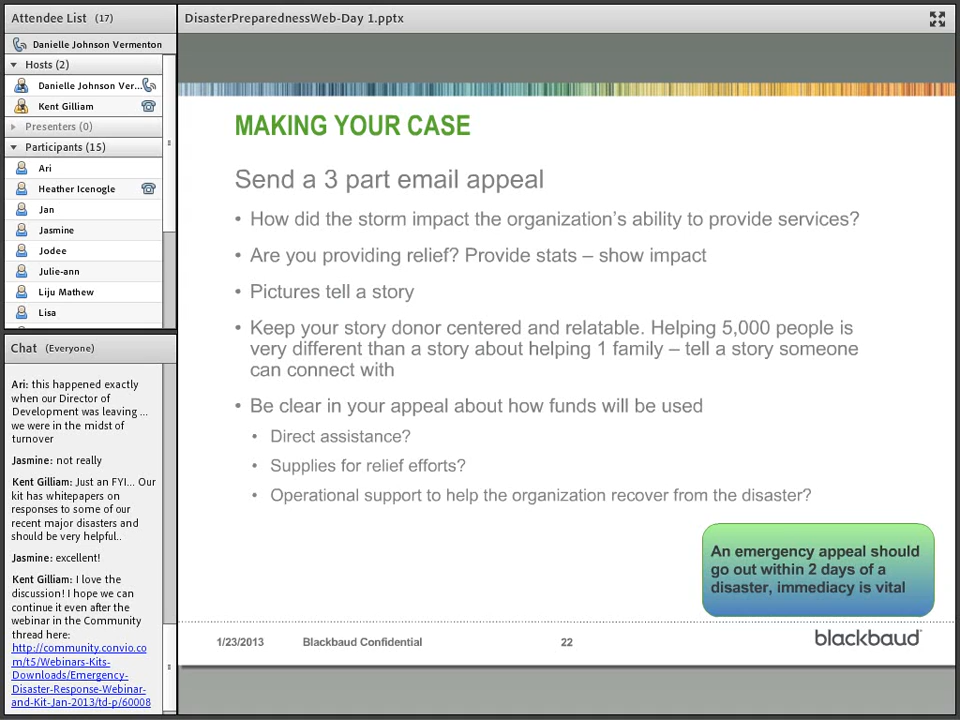 Attendee List (17)
Danielle Johnson Vermenton
Hosts (2)
Danielle Johnson Ver...
Kent Gilliam
Presenters (0)
Participants (15)
Ari
Heather Icenogle
Jan
Jasmine
Jodee
Julie-ann
Liju Mathew
Lisa
Chat (Everyone)
Ari: this happened exactly
when our Director of
Development was leaving ...
we were in the midst of
turnover
Jasmine: not really
Kent Gilliam: Just an FYI... Our
kit has whitepapers on
responses to some of our
recent major disasters and
should be very helpful..
Jasmine: excellent!
Kent Gilliam: I love the
discussion! I hope we can
continue it even after the
webinar in the Community
thread here:
http://community.convio.co
m/t5/Webinars-Kits-
Downloads/Emergency-
Disaster-Response-Webinar-
and-Kit-Jan-2013/td-p/60008
DisasterPreparednessWeb-Day 1.pptx
MAKING YOUR CASE
Send a 3 part email appeal
• How did the storm impact the organization's ability to provide services?
• Are you providing relief? Provide stats – show impact
• Pictures tell a story
• Keep your story donor centered and relatable. Helping 5,000 people is
very different than a story about helping 1 family – tell a story someone
can connect with
• Be clear in your appeal about how funds will be used
• Direct assistance?
• Supplies for relief efforts?
• Operational support to help the organization recover from the disaster?
An emergency appeal should
go out within 2 days of a
disaster, immediacy is vital
1/23/2013 Blackbaud Confidential 22
blackbaud